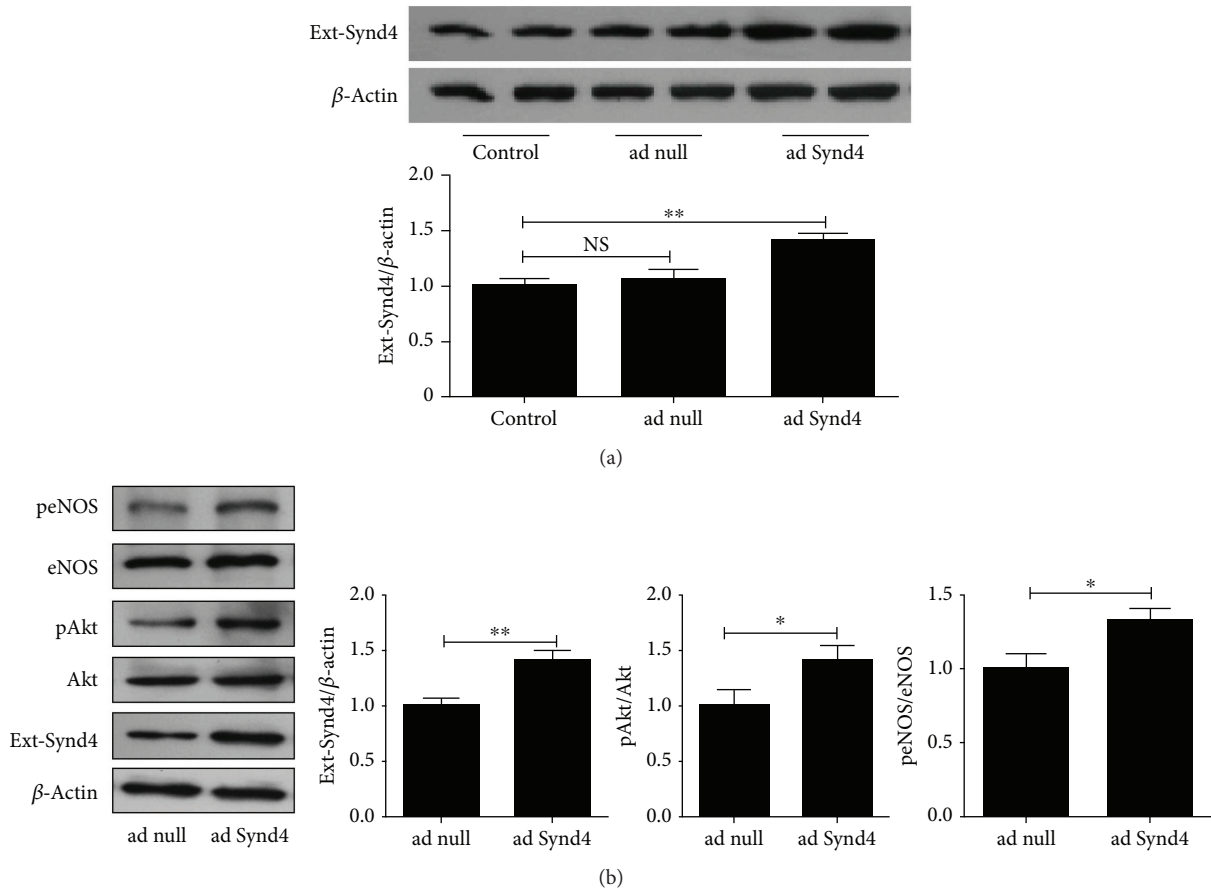 Ext-Synd4
β-Actin
Control ad null ad Synd4
Ext-Synd4/β-actin
2.0
1.5
1.0
0.5
0
**
NS
Control ad null ad Synd4
(a)
peNOS
eNOS
pAkt
Akt
Ext-Synd4
β-Actin
ad null ad Synd4
Ext-Synd4/β-actin
2.0
1.5
1.0
0.5
0.0
**
ad null ad Synd4
pAkt/Akt
2.0
1.5
1.0
0.5
0.0
*
ad null ad Synd4
peNOS/eNOS
1.5
1.0
0.5
0.0
*
ad null ad Synd4
(b)